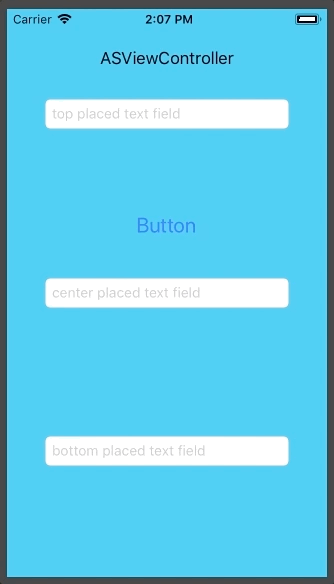 Carrier 2:07 PM
ASViewController
top placed text field
Button
center placed text field
bottom placed text field